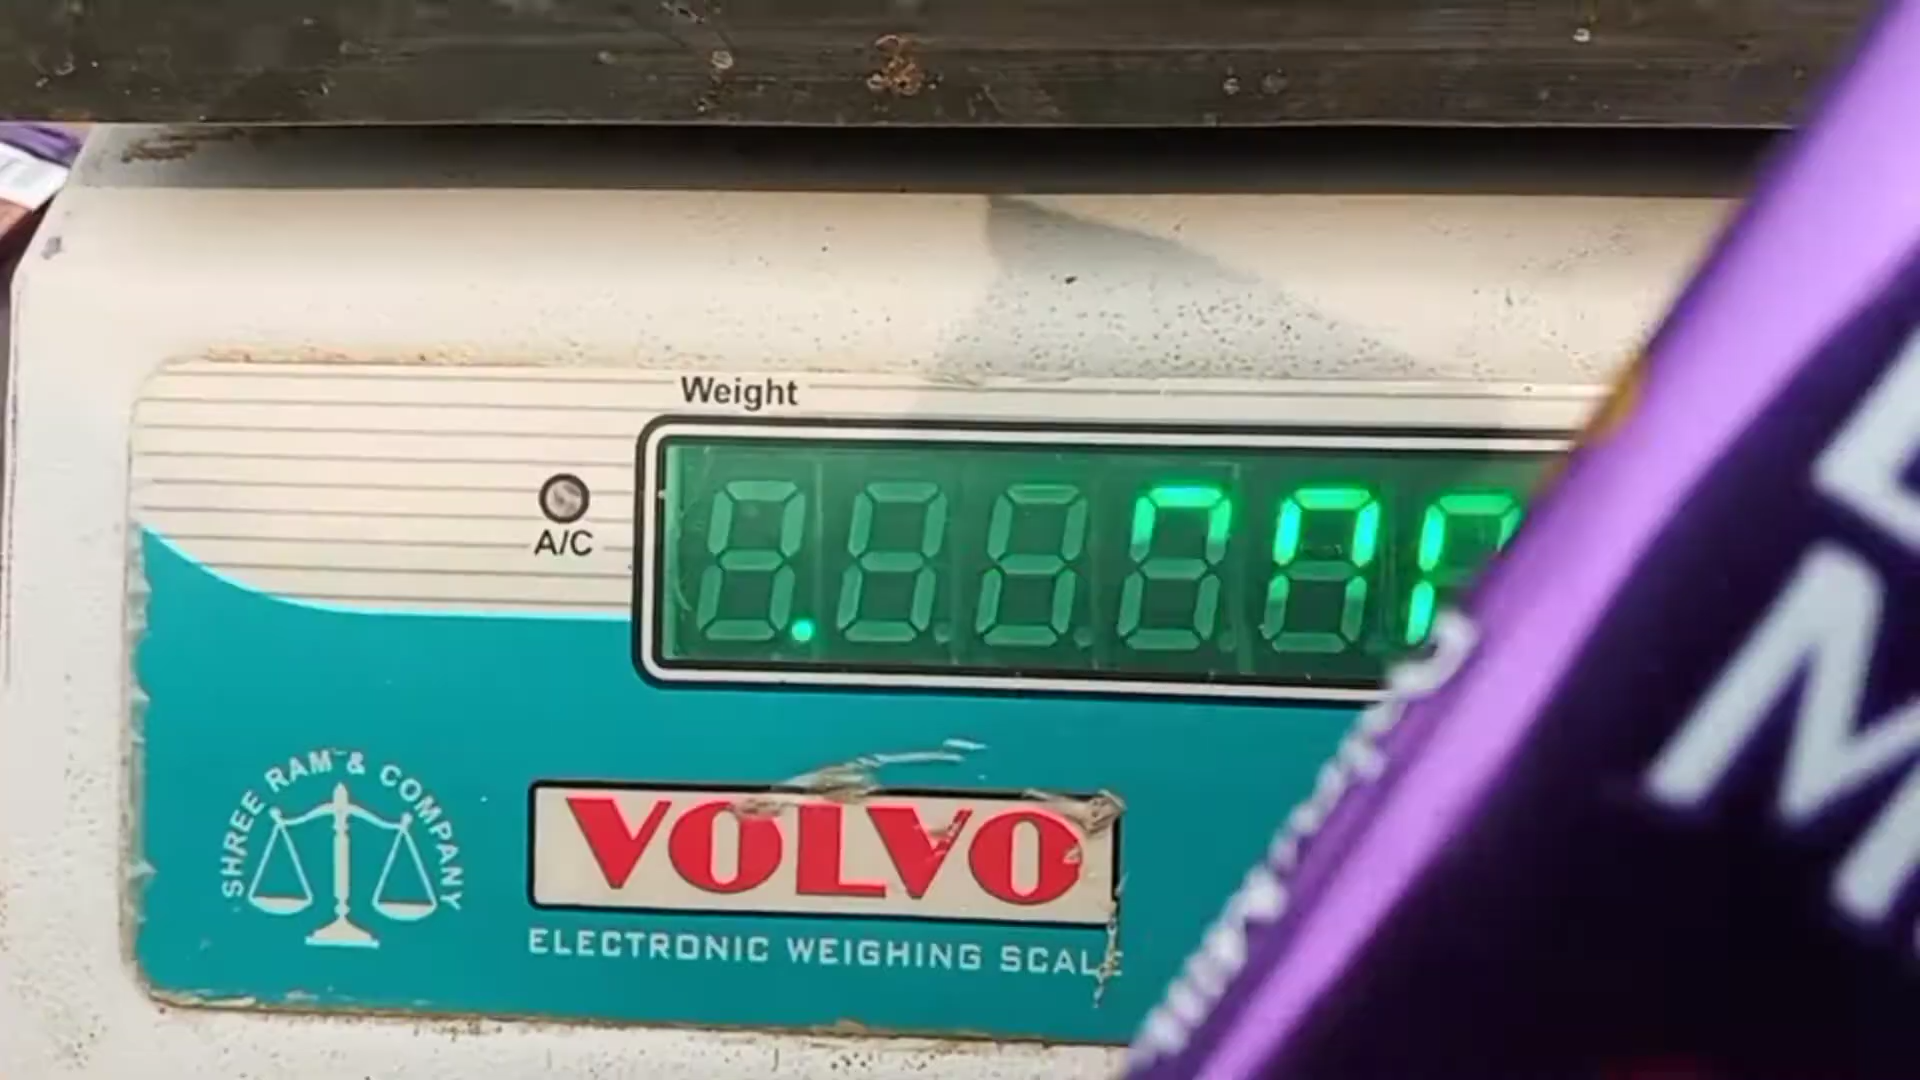 Weight
A/C
SHREE RAM & COMPANY
VOLVO
ELECTRONIC WEIGHING SCALE